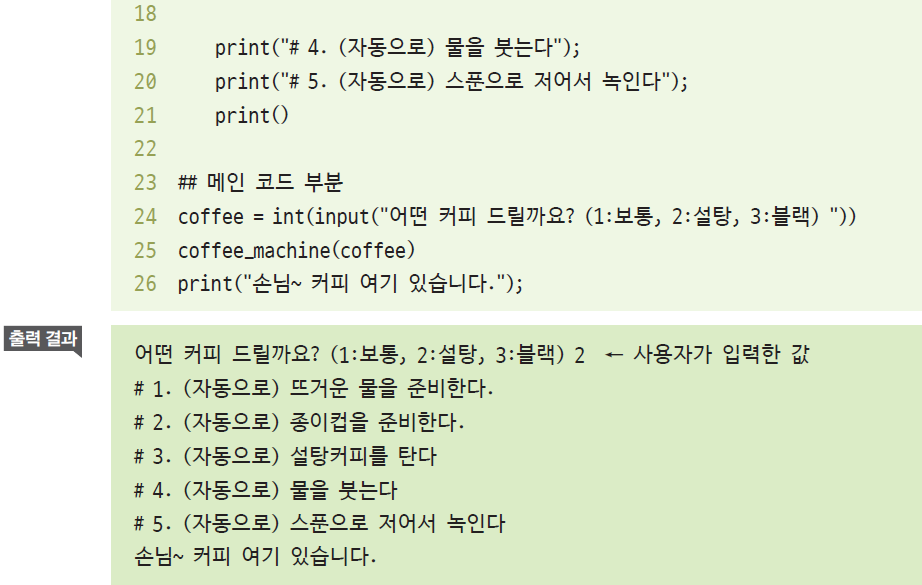 18
19 print("# 4. (자동으로) 물을 붓는다");
20 print("# 5. (자동으로) 스푼으로 저어서 녹인다");
21 print()
22
23 ## 메인 코드 부분
24 coffee = int(input("어떤 커피 드릴까요? (1:보통, 2:설탕, 3:블랙) "))
25 coffee_machine(coffee)
26 print("손님~ 커피 여기 있습니다.");
출력 결과
어떤 커피 드릴까요? (1:보통, 2:설탕, 3:블랙) 2 ← 사용자가 입력한 값
# 1. (자동으로) 뜨거운 물을 준비한다.
# 2. (자동으로) 종이컵을 준비한다.
# 3. (자동으로) 설탕커피를 탄다
# 4. (자동으로) 물을 붓는다
# 5. (자동으로) 스푼으로 저어서 녹인다
손님~ 커피 여기 있습니다.